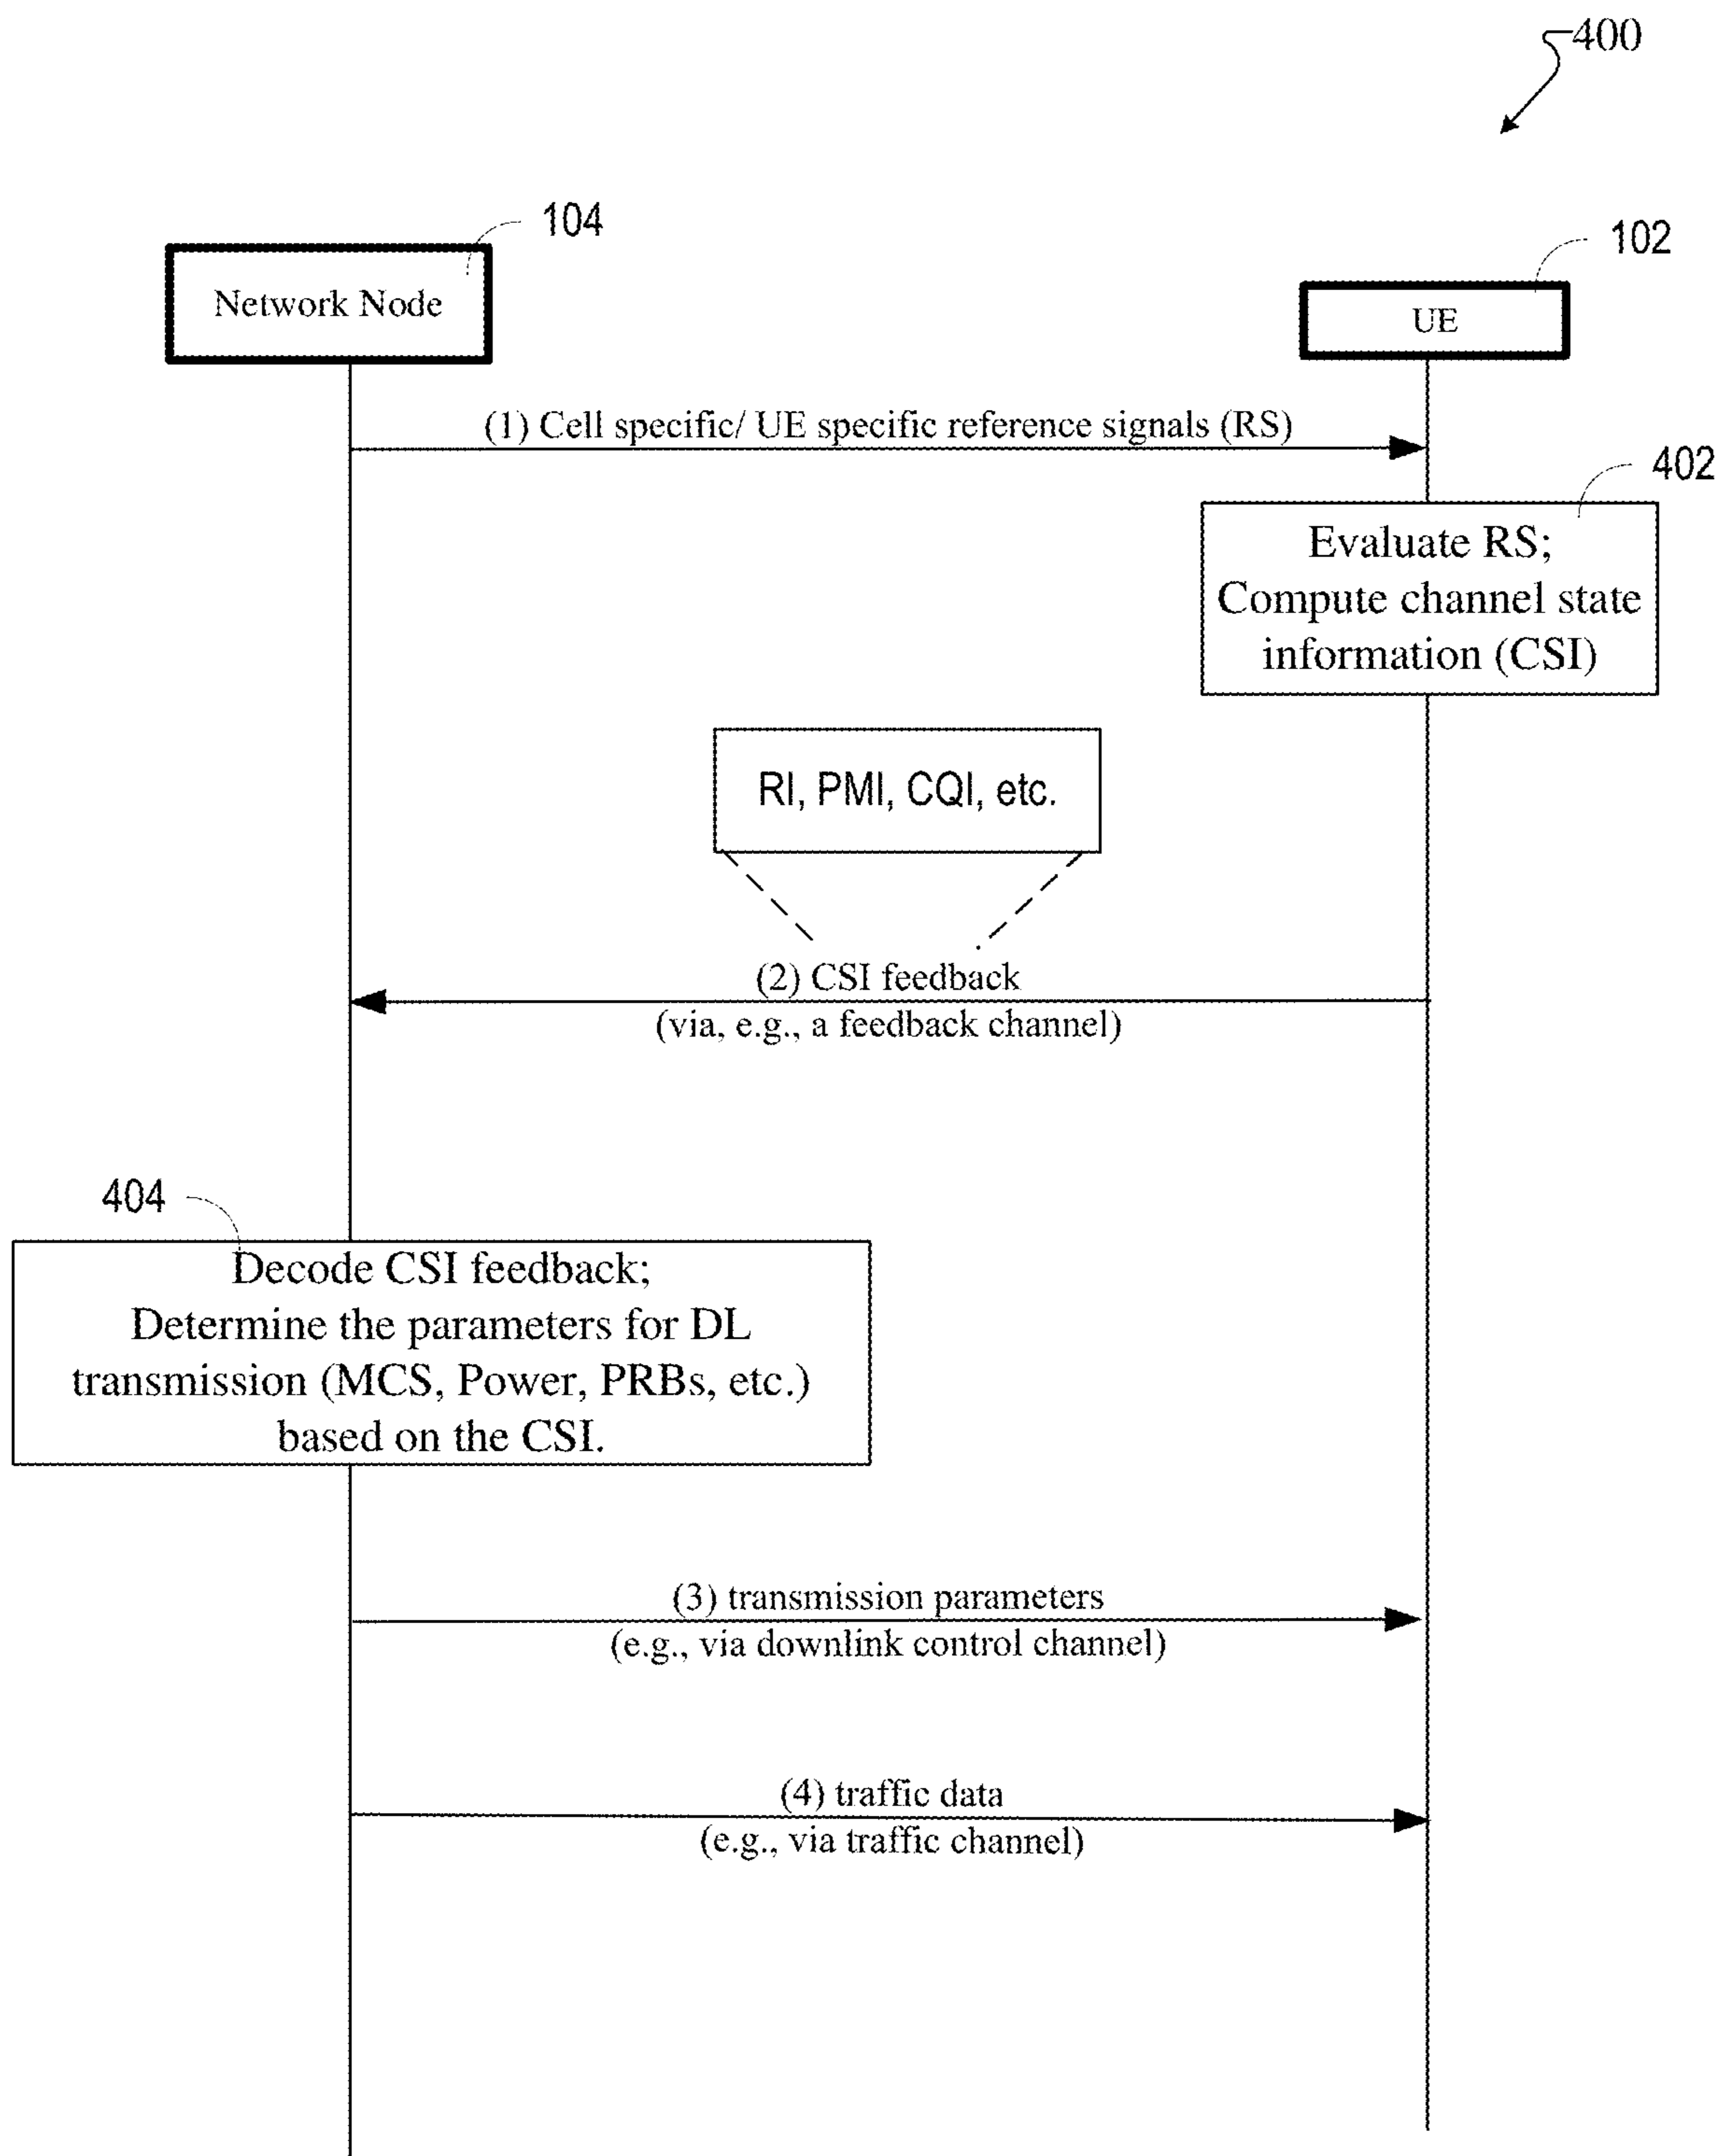 400
104
Network Node
102
UE
(1) Cell specific/ UE specific reference signals (RS)
402
Evaluate RS;
Compute channel state
information (CSI)
RI, PMI, CQI, etc.
(2) CSI feedback
(via, e.g., a feedback channel)
404
Decode CSI feedback;
Determine the parameters for DL
transmission (MCS, Power, PRBs, etc.)
based on the CSI.
(3) transmission parameters
(e.g., via downlink control channel)
(4) traffic data
(e.g., via traffic channel)